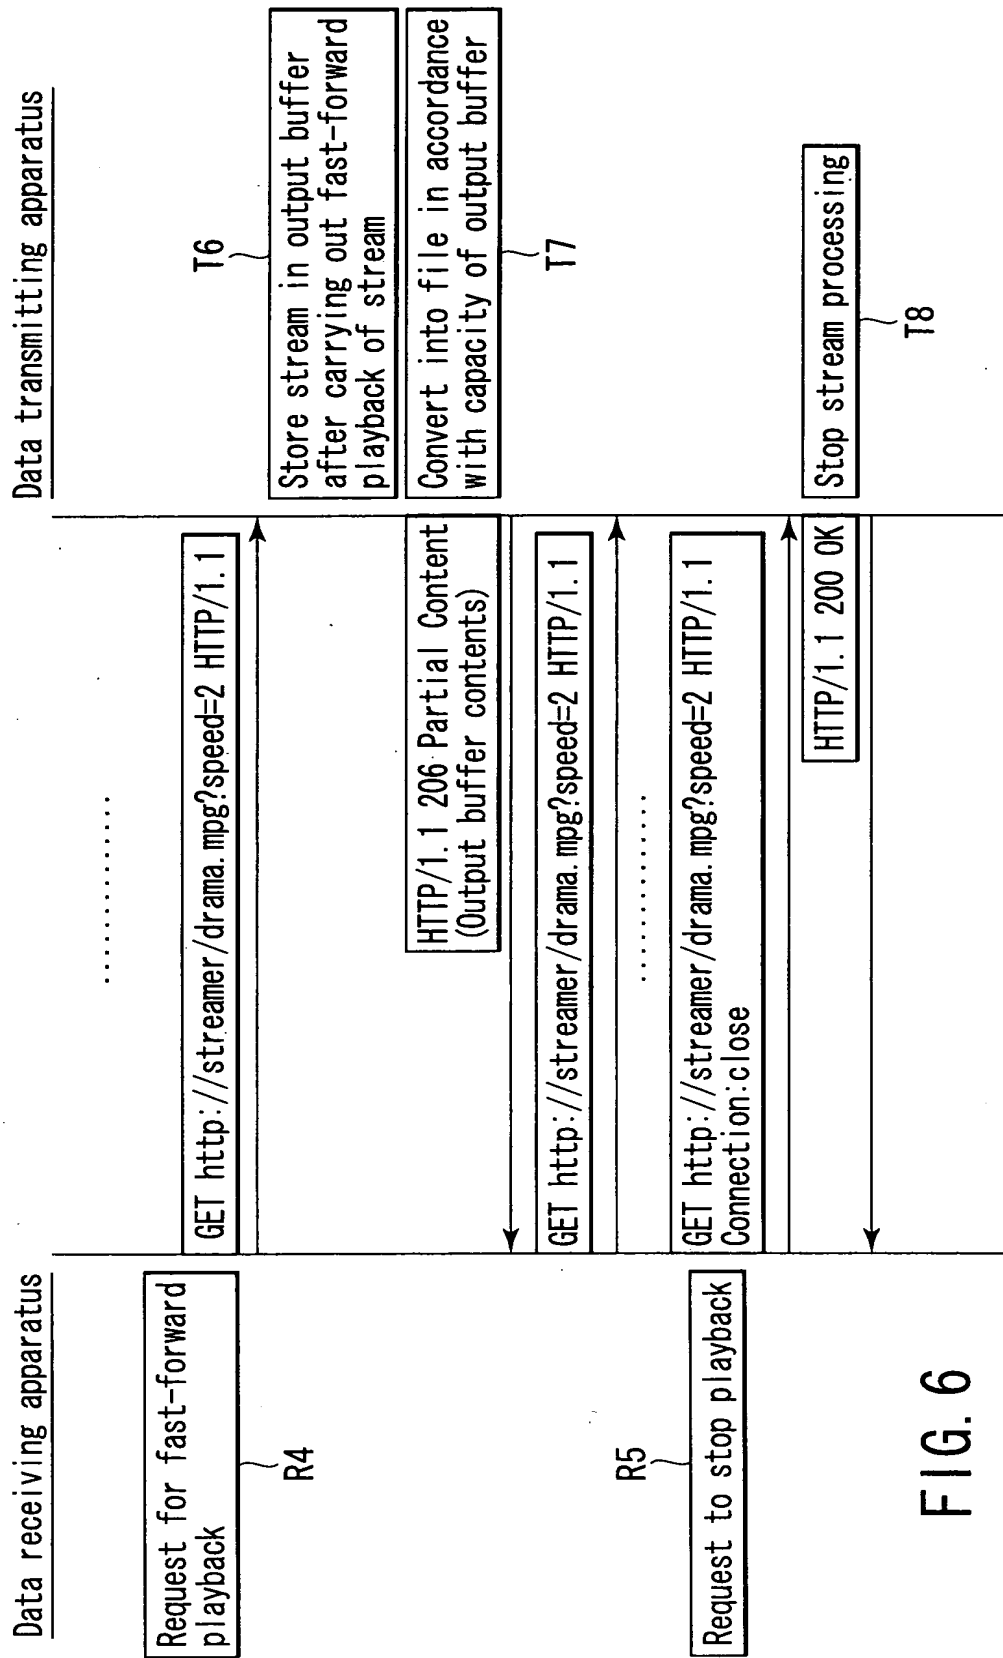 Data receiving apparatus
Data transmitting apparatus
..........
Request for fast-forward
playback
R4
GET http://streamer/drama.mpg?speed=2 HTTP/1.1
T6
Store stream in output buffer
after carrying out fast-forward
playback of stream
Convert into file in accordance
with capacity of output buffer
T7
HTTP/1.1 206 Partial Content
(Output buffer contents)
GET http://streamer/drama.mpg?speed=2 HTTP/1.1
..........
R5
Request to stop playback
GET http://streamer/drama.mpg?speed=2 HTTP/1.1
Connection:close
HTTP/1.1 200 OK
Stop stream processing
T8
FIG. 6